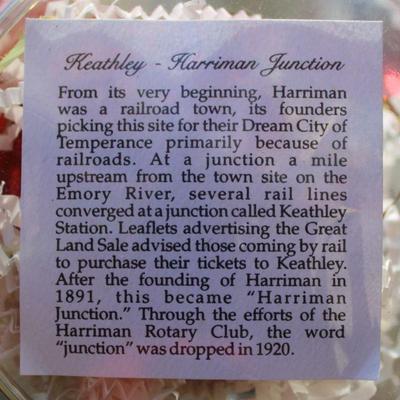 Keathley - Harriman Junction
From its very beginning, Harriman
was a railroad town, its founders
picking this site for their Dream City of
Temperance primarily because of
railroads. At a junction a mile
upstream from the town site on the
Emory River, several rail lines
converged at a junction called Keathley
Station. Leaflets advertising the Great
Land Sale advised those coming by rail
to purchase their tickets to Keathley.
After the founding of Harriman in
1891, this became “Harriman
Junction.” Through the efforts of the
Harriman Rotary Club, the word
“junction” was dropped in 1920.